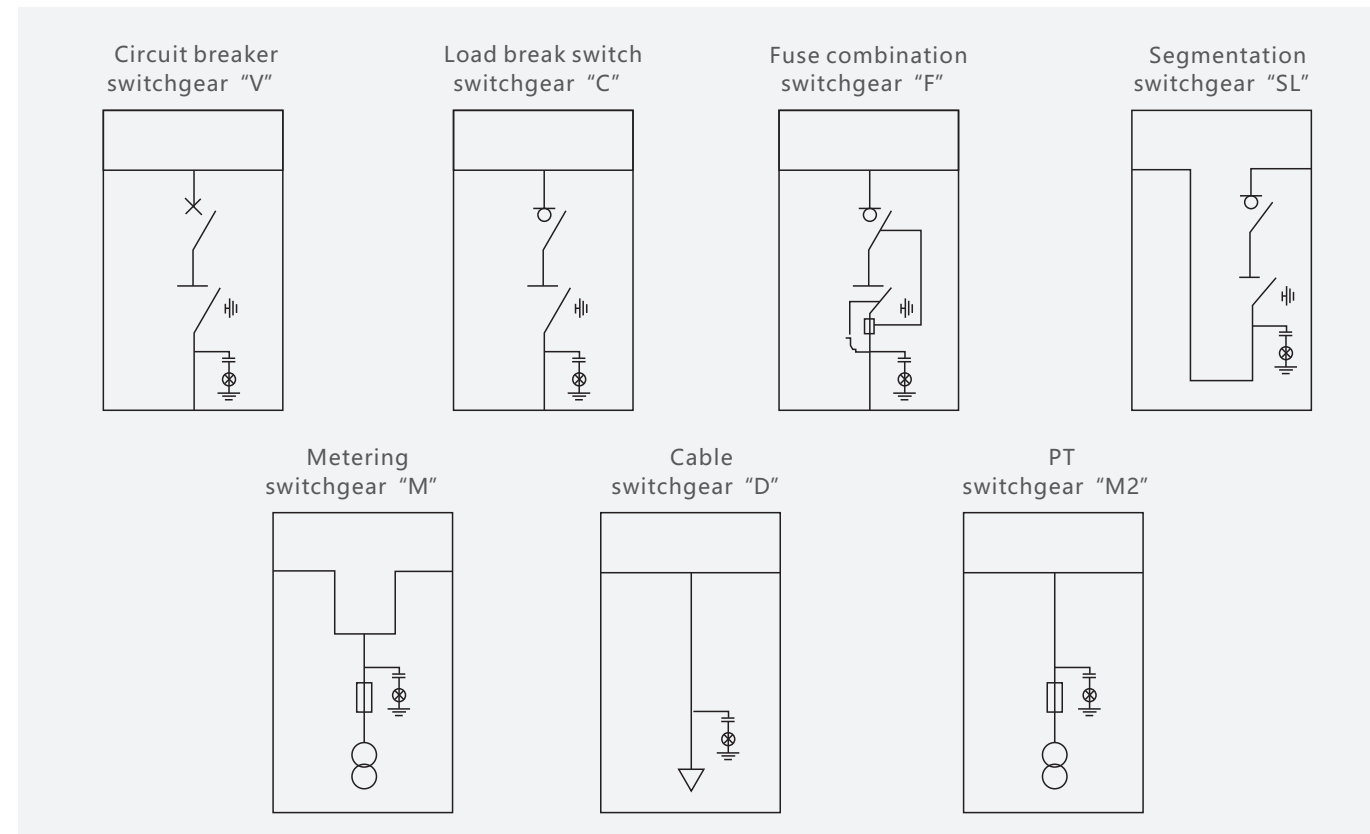 Circuit breaker
switchgear “V”
Load break switch
switchgear “C”
Fuse combination
switchgear “F”
Segmentation
switchgear “SL”
Metering
switchgear “M”
Cable
switchgear “D”
PT
switchgear “M2”